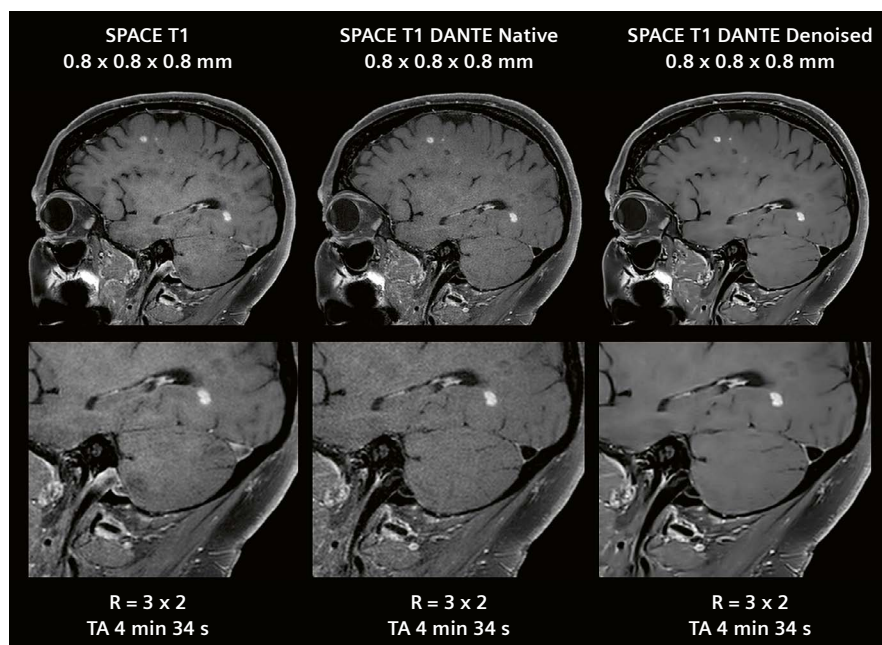 SPACE T1
0.8 x 0.8 x 0.8 mm
SPACE T1 DANTE Native
0.8 x 0.8 x 0.8 mm
SPACE T1 DANTE Denoised
0.8 x 0.8 x 0.8 mm
R = 3 x 2
TA 4 min 34 s
R = 3 x 2
TA 4 min 34 s
R = 3 x 2
TA 4 min 34 s